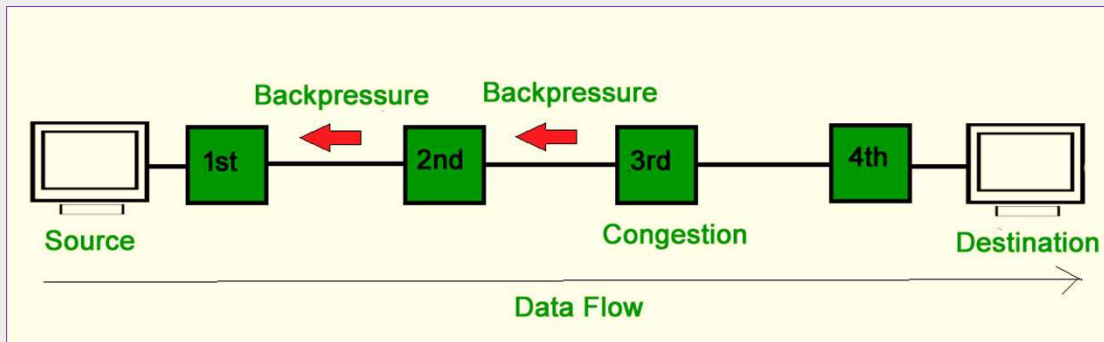 Backpressure
Backpressure
1st
2nd
3rd
4th
Source
Congestion
Destination
Data Flow